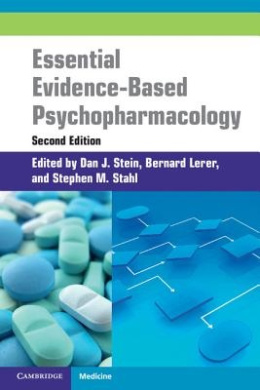 Essential
Evidence-Based
Psychopharmacology
Second Edition
Edited by Dan J. Stein, Bernard Lerer,
and Stephen M. Stahl
CAMBRIDGE Medicine